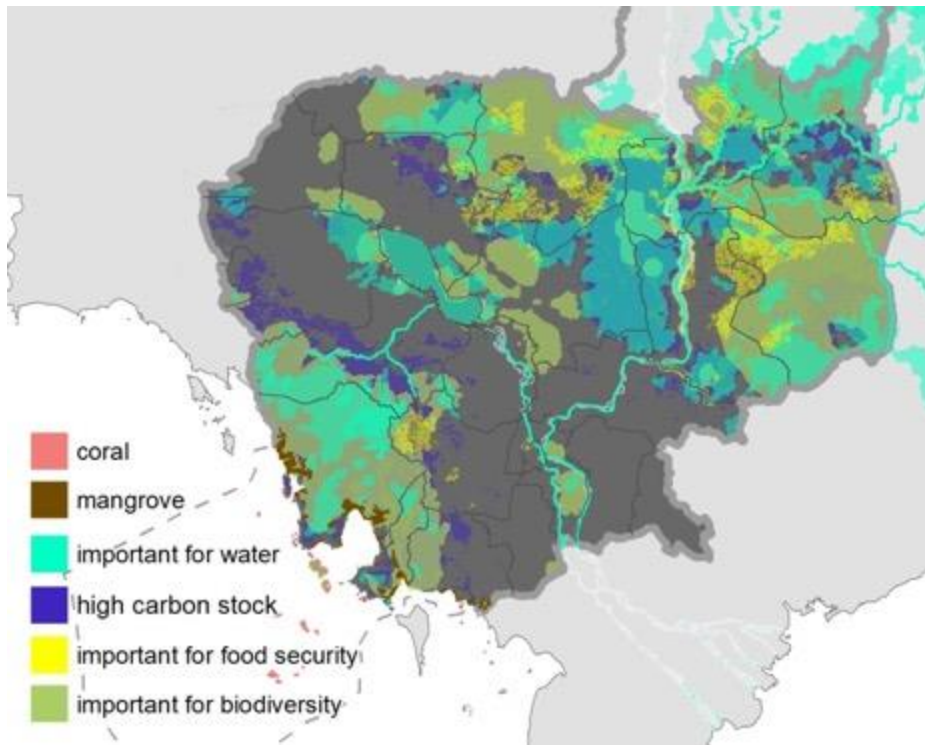 coral
mangrove
important for water
high carbon stock
important for food security
important for biodiversity